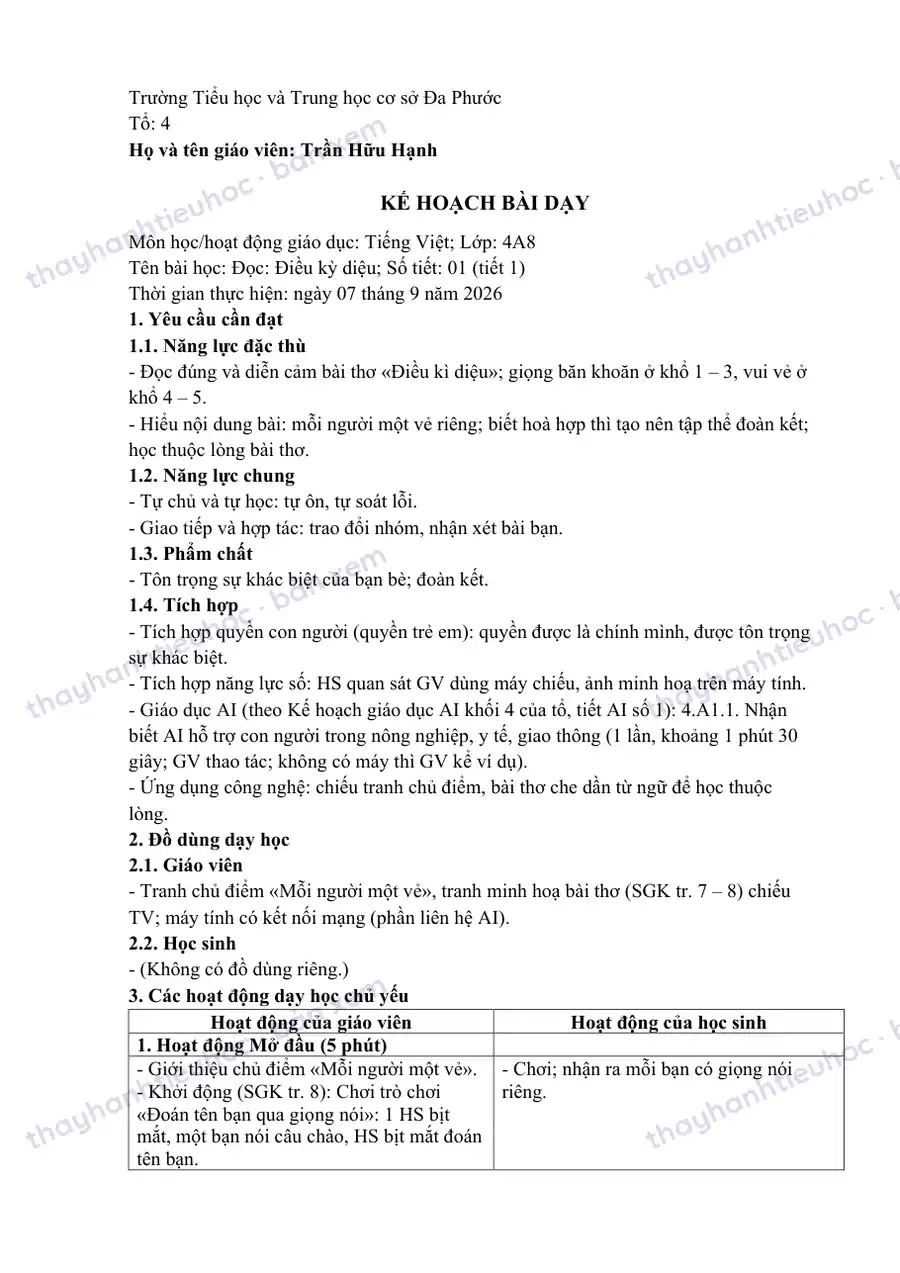 Trường Tiểu học và Trung học cơ sở Đa Phước
Tổ: 4
Họ và tên giáo viên: Trần Hữu Hạnh
KẾ HOẠCH BÀI DẠY
Môn học/hoạt động giáo dục: Tiếng Việt; Lớp: 4A8
Tên bài học: Đọc: Điều kỳ diệu; Số tiết: 01 (tiết 1)
Thời gian thực hiện: ngày 07 tháng 9 năm 2026
1. Yêu cầu cần đạt
1.1. Năng lực đặc thù
- Đọc đúng và diễn cảm bài thơ «Điều kì diệu»; giọng băn khoăn ở khổ 1 – 3, vui vẻ ở
khổ 4 – 5.
- Hiểu nội dung bài: mỗi người một vẻ riêng; biết hoà hợp thì tạo nên tập thể đoàn kết;
học thuộc lòng bài thơ.
1.2. Năng lực chung
- Tự chủ và tự học: tự ôn, tự soát lỗi.
- Giao tiếp và hợp tác: trao đổi nhóm, nhận xét bài bạn.
1.3. Phẩm chất
- Tôn trọng sự khác biệt của bạn bè; đoàn kết.
1.4. Tích hợp
- Tích hợp quyền con người (quyền trẻ em): quyền được là chính mình, được tôn trọng
sự khác biệt.
- Tích hợp năng lực số: HS quan sát GV dùng máy chiếu, ảnh minh hoạ trên máy tính.
- Giáo dục AI (theo Kế hoạch giáo dục AI khối 4 của tổ, tiết AI số 1): 4.A1.1. Nhận
biết AI hỗ trợ con người trong nông nghiệp, y tế, giao thông (1 lần, khoảng 1 phút 30
giây; GV thao tác; không có máy thì GV kể ví dụ).
- Ứng dụng công nghệ: chiếu tranh chủ điểm, bài thơ che dần từ ngữ để học thuộc
lòng.
2. Đồ dùng dạy học
2.1. Giáo viên
- Tranh chủ điểm «Mỗi người một vẻ», tranh minh hoạ bài thơ (SGK tr. 7 – 8) chiếu
TV; máy tính có kết nối mạng (phần liên hệ AI).
2.2. Học sinh
- (Không có đồ dùng riêng.)
3. Các hoạt động dạy học chủ yếu
Hoạt động của giáo viên
Hoạt động của học sinh
1. Hoạt động Mở đầu (5 phút)
- Giới thiệu chủ điểm «Mỗi người một vẻ».
- Khởi động (SGK tr. 8): Chơi trò chơi
«Đoán tên bạn qua giọng nói»: 1 HS bịt
mắt, một bạn nói câu chào, HS bịt mắt đoán
tên bạn.
- Chơi; nhận ra mỗi bạn có giọng nói
riêng.
thayhanhtieuhoc · bản xem
thayhanhtieuhoc · b
thayhanhtieuhoc · bản xem
thayhanhtieuhoc · b
thayhanhtieuhoc · bản xem
thayhanhtieuhoc · b